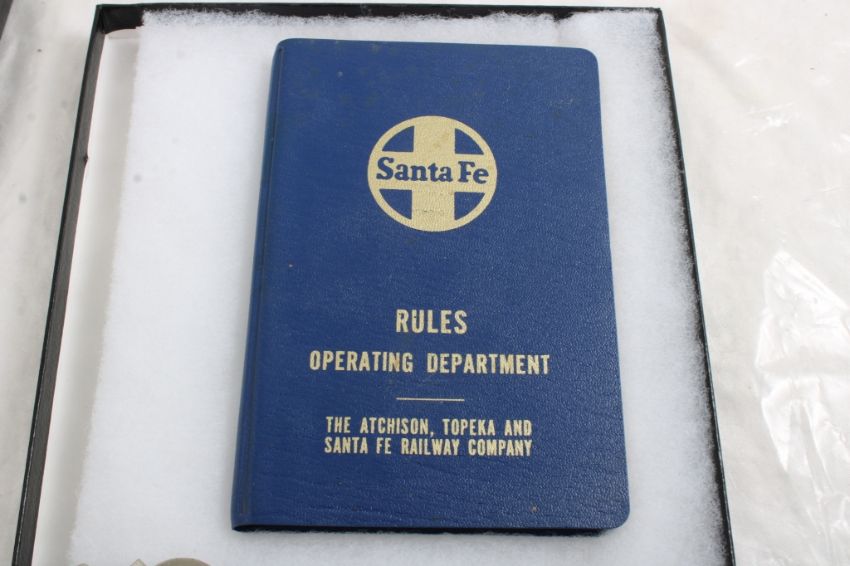 Santa Fe
RULES
OPERATING DEPARTMENT
THE ATCHISON, TOPEKA AND
SANTA FE RAILWAY COMPANY